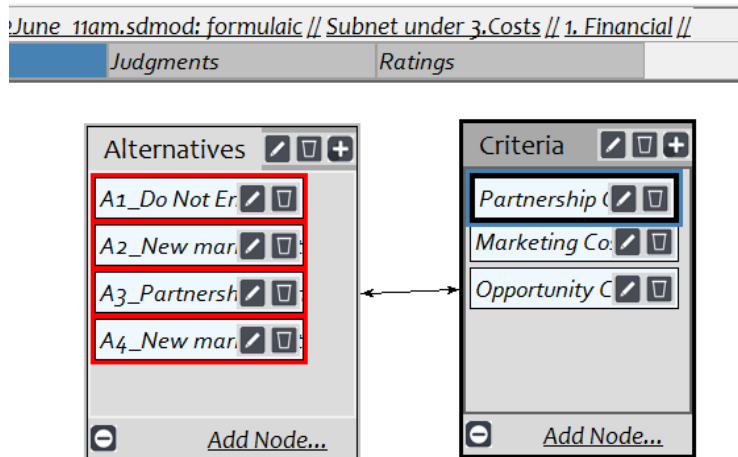 eJune_11am.sdmod: formulaic // Subnet under 3.Costs // 1. Financial //
Judgments Ratings
Alternatives
A1_Do Not Er
A2_New mar
A3_Partnersh
A4_New mar
Add Node...
Criteria
Partnership C
Marketing Co
Opportunity C
Add Node...